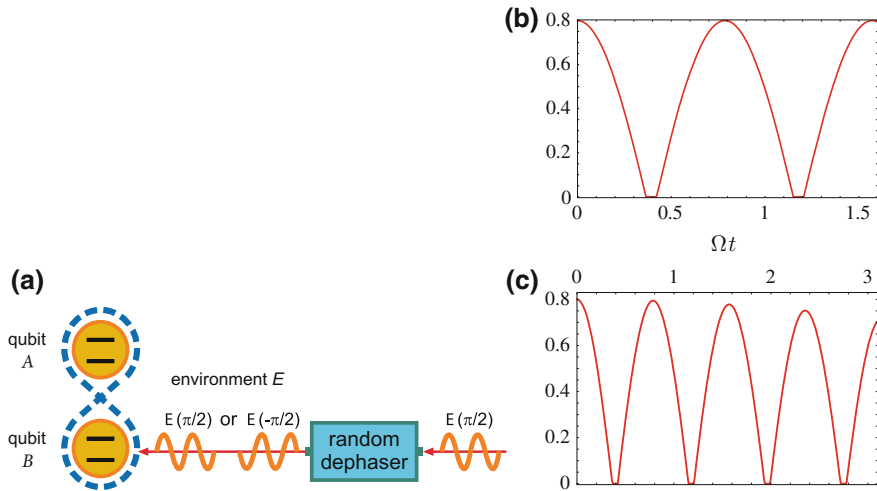 (b)
0.8
0.6
0.4
0.2
0
0 0.5 1 1.5
Ωt
(a)
qubit
A
environment E
qubit
B
E(π/2) or E(-π/2)
random
dephaser
E(π/2)
(c)
0 1 2 3
0.8
0.6
0.4
0.2
0